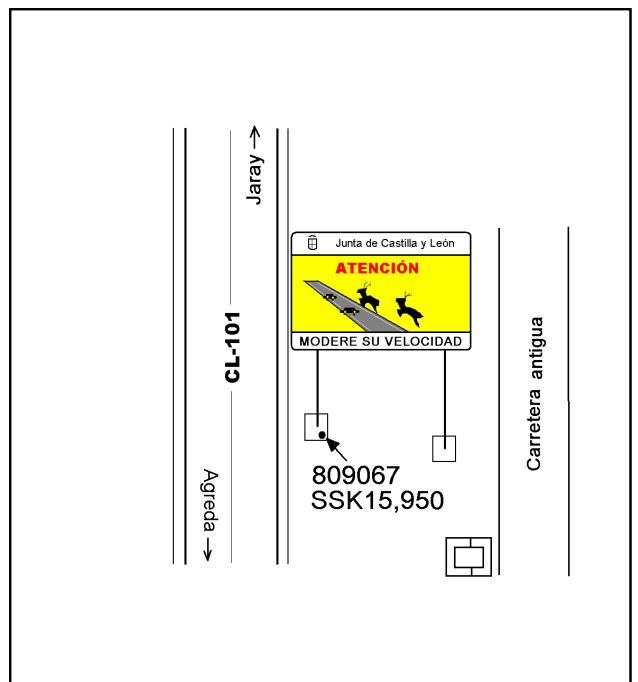 Jaray
Junta de Castilla y León
ATENCIÓN
MODERE SU VELOCIDAD
CL-101
Carretera antigua
Agreda
809067
SSK15,950